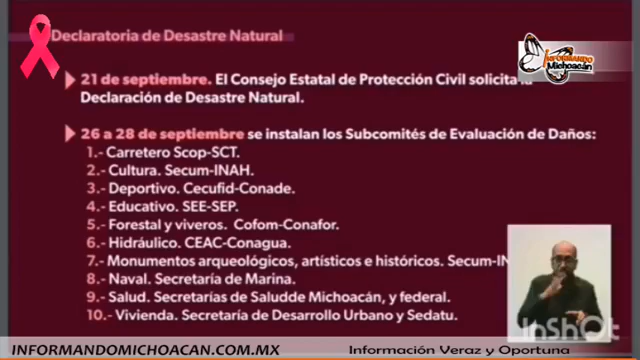 Declaratoria de Desastre Natural
INFORMANDO
Michoacán
21 de septiembre. El Consejo Estatal de Protección Civil solicita la
Declaración de Desastre Natural.
26 a 28 de septiembre se instalan los Subcomités de Evaluación de Daños:
1.- Carretero Scop-SCT.
2.- Cultura. Secum-INAH.
3.- Deportivo. Cecufid-Conade.
4.- Educativo. SEE-SEP.
5.- Forestal y viveros. Cofom-Conafor.
6.- Hidráulico. CEAC-Conagua.
7.- Monumentos arqueológicos, artísticos e históricos. Secum-IN
8.- Naval. Secretaría de Marina.
9.- Salud. Secretarías de Saludde Michoacán, y federal.
10.- Vivienda. Secretaría de Desarrollo Urbano y Sedatu.
InShOt
INFORMANDOMICHOACAN.COM.MX
Información Veraz y Oportuna